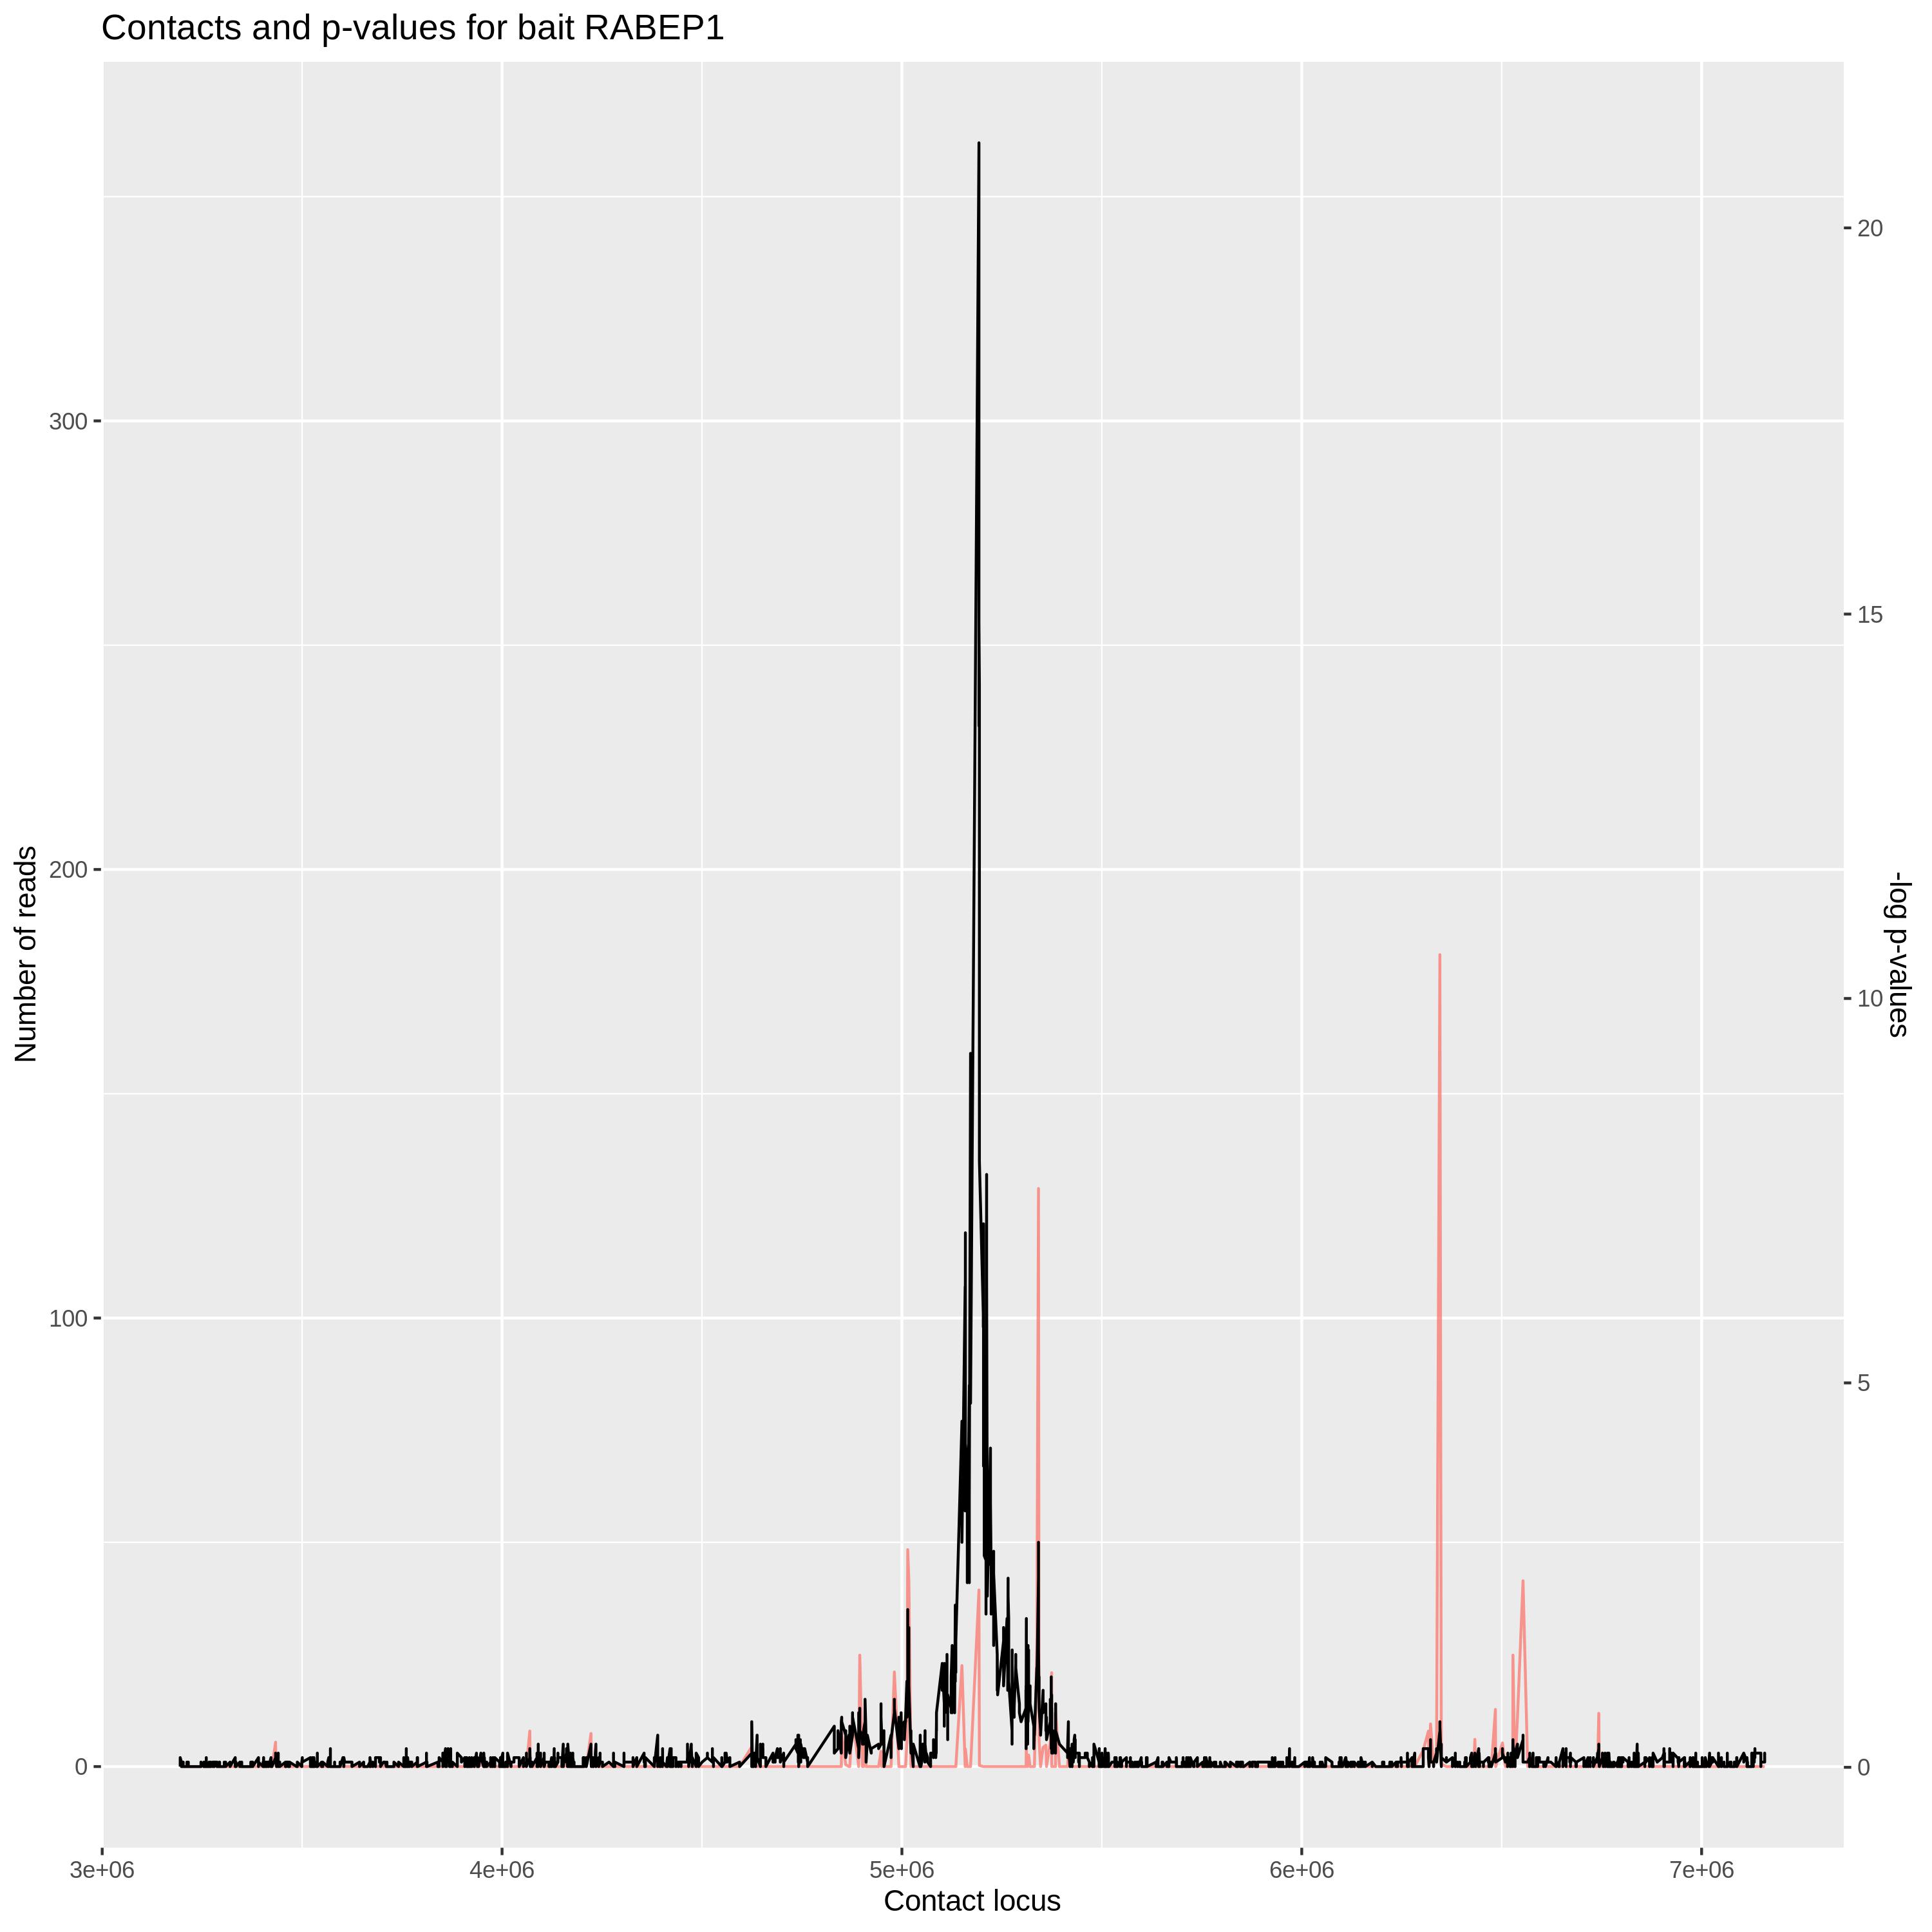 Contacts and p-values for bait RABEP1
300
200
100
0
Number of reads
20
15
10
5
0
-log p-values
3e+06
4e+06
5e+06
6e+06
7e+06
Contact locus